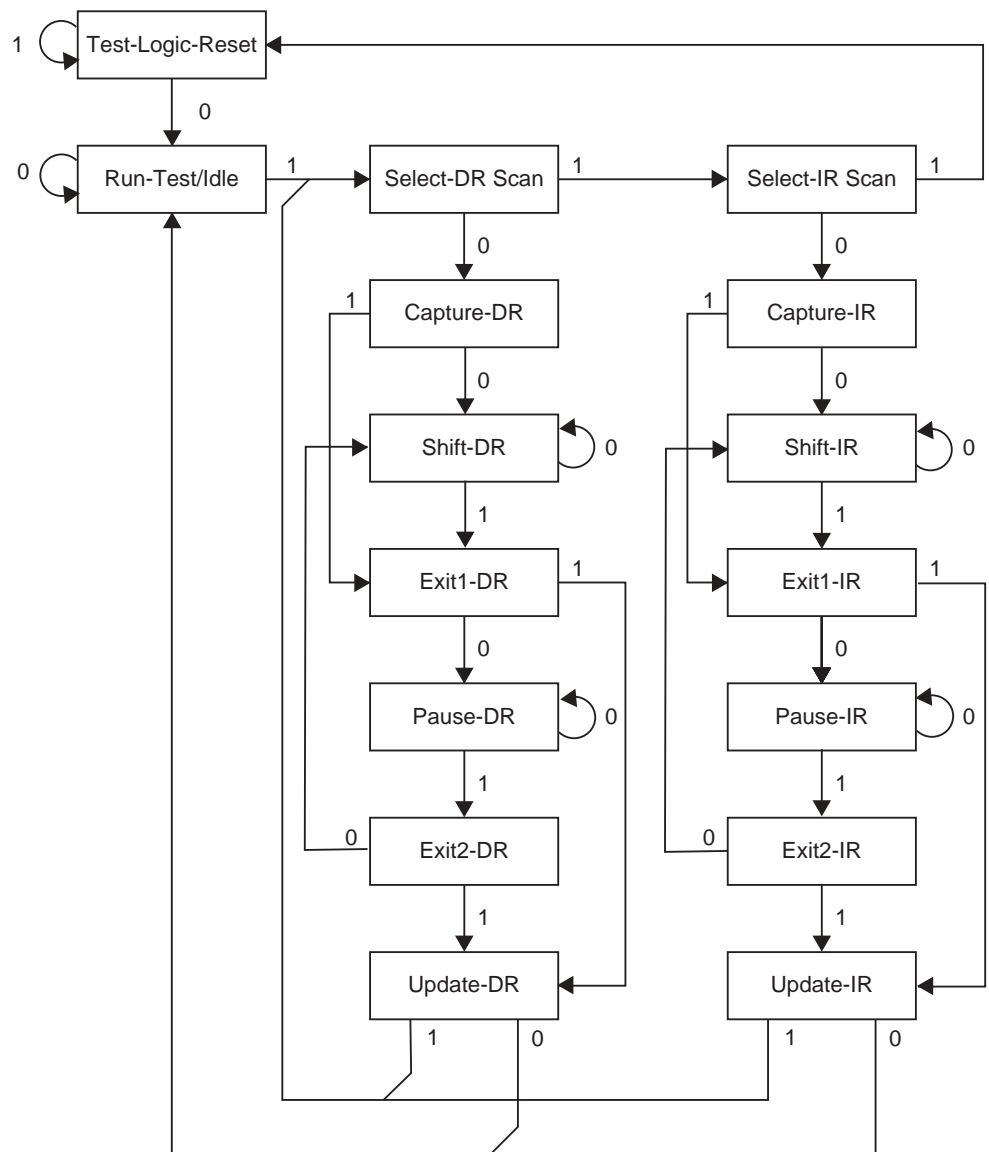 1 Test-Logic-Reset
0
0 Run-Test/Idle 1 Select-DR Scan 1 Select-IR Scan 1
0 0
1 Capture-DR 1 Capture-IR
0 0
Shift-DR 0 Shift-IR 0
1 1
Exit1-DR 1 Exit1-IR 1
0 0
Pause-DR 0 Pause-IR 0
1 1
0 Exit2-DR 0 Exit2-IR
1 1
Update-DR Update-IR
1 0 1 0